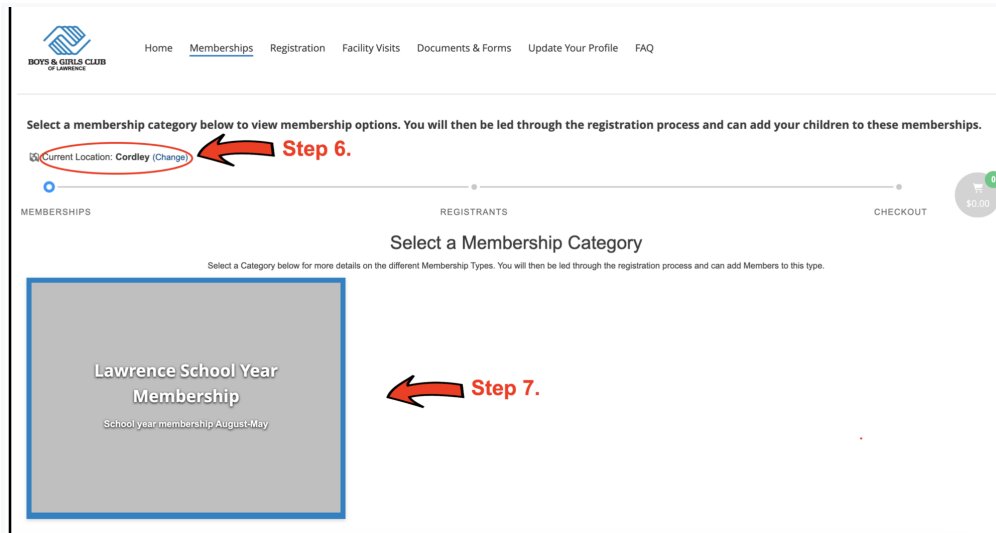 BOYS & GIRLS CLUB
OF LAWRENCE
Home Memberships Registration Facility Visits Documents & Forms Update Your Profile FAQ
Select a membership category below to view membership options. You will then be led through the registration process and can add your children to these memberships.
Current Location: Cordley (Change)
Step 6.
0
$0.00
MEMBERSHIPS REGISTRANTS CHECKOUT
Select a Membership Category
Select a Category below for more details on the different Membership Types. You will then be led through the registration process and can add Members to this type.
Lawrence School Year
Membership
School year membership August-May
Step 7.